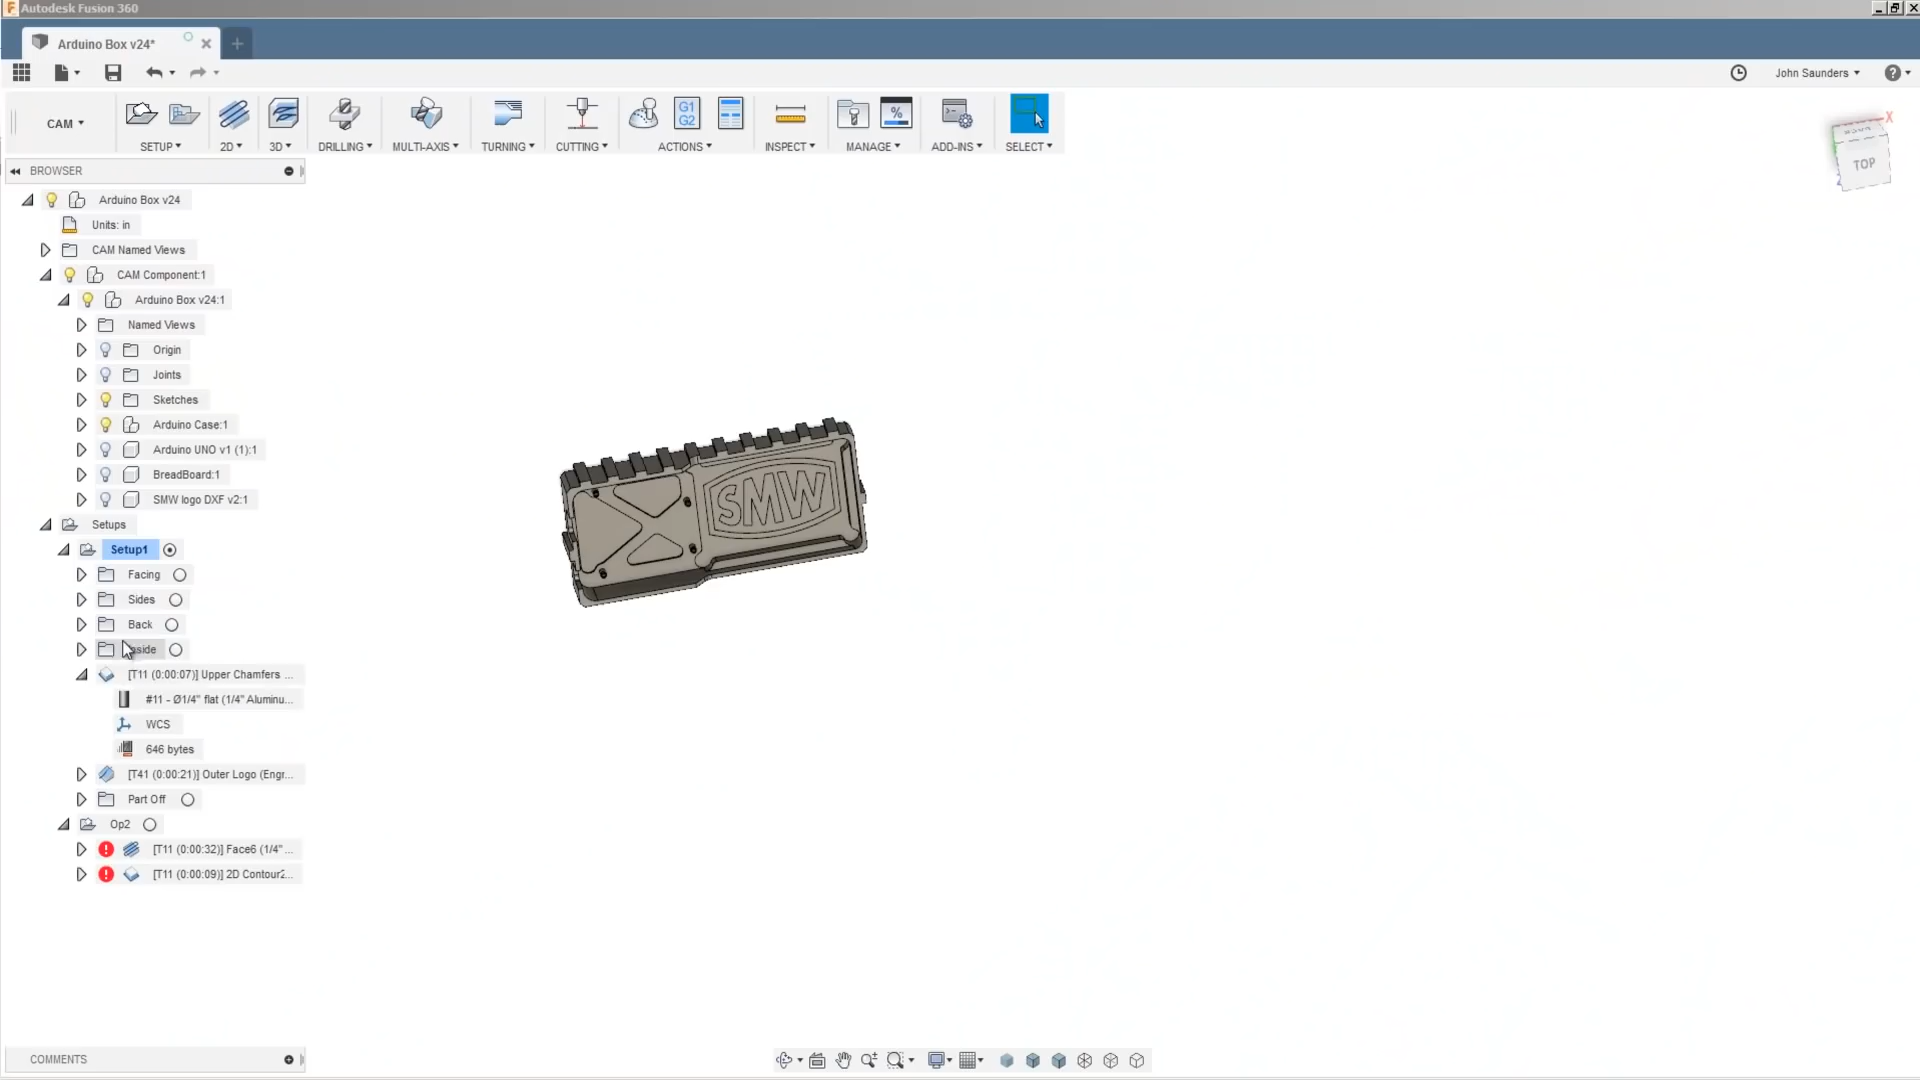 Autodesk Fusion 360
Arduino Box v24*
John Saunders
CAM
SETUP
2D
3D
DRILLING
MULTI-AXIS
TURNING
CUTTING
G1
G2
ACTIONS
INSPECT
%
MANAGE
ADD-INS
SELECT
X
BACK
TOP
BROWSER
Arduino Box v24
Units: in
CAM Named Views
CAM Component:1
Arduino Box v24:1
Named Views
Origin
Joints
Sketches
Arduino Case:1
Arduino UNO v1 (1):1
BreadBoard:1
SMW logo DXF v2:1
Setups
Setup1
Facing
Sides
Back
side
[T11 (0:00:07)] Upper Chamfers ...
#11 - Ø1/4" flat (1/4" Aluminu...
WCS
646 bytes
[T41 (0:00:21)] Outer Logo (Engr...
Part Off
Op2
[T11 (0:00:32)] Face6 (1/4" ...
[T11 (0:00:09)] 2D Contour2...
SMW
COMMENTS